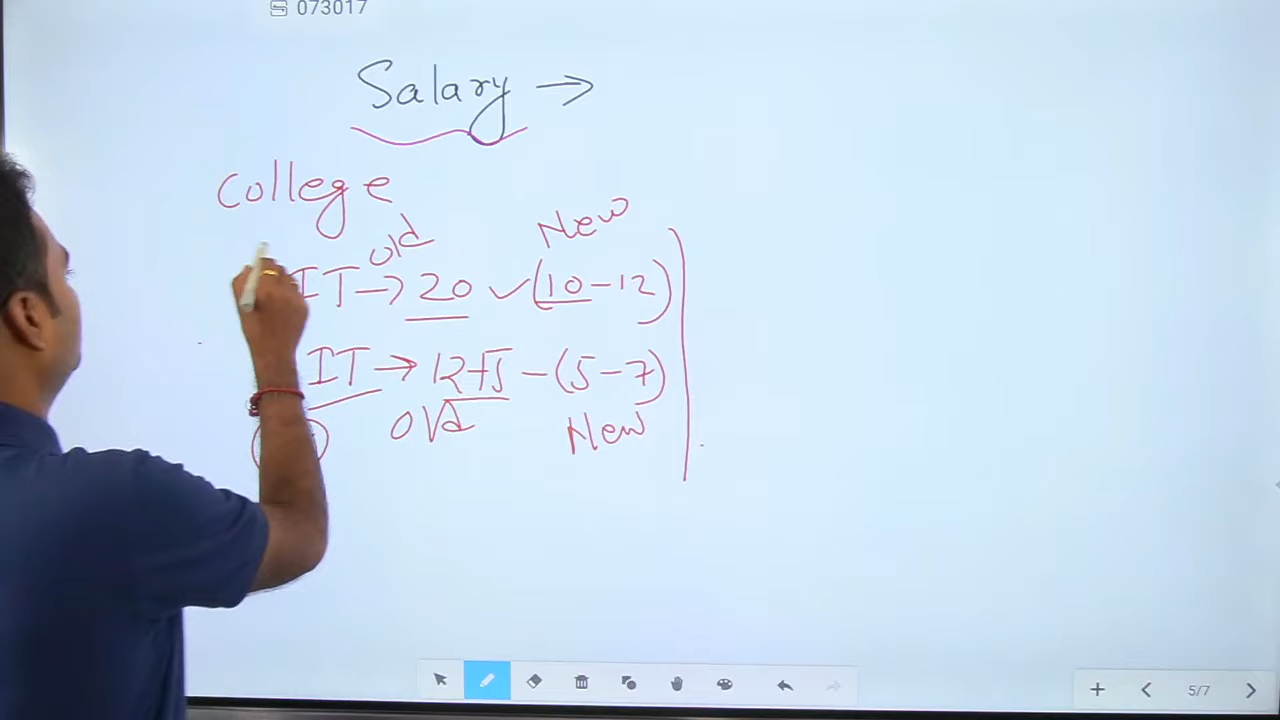 073017
Salary →
College
old New
IT → 20 ✓ (10-12)
IT → 12-15 - (5-7)
Old New
5/7